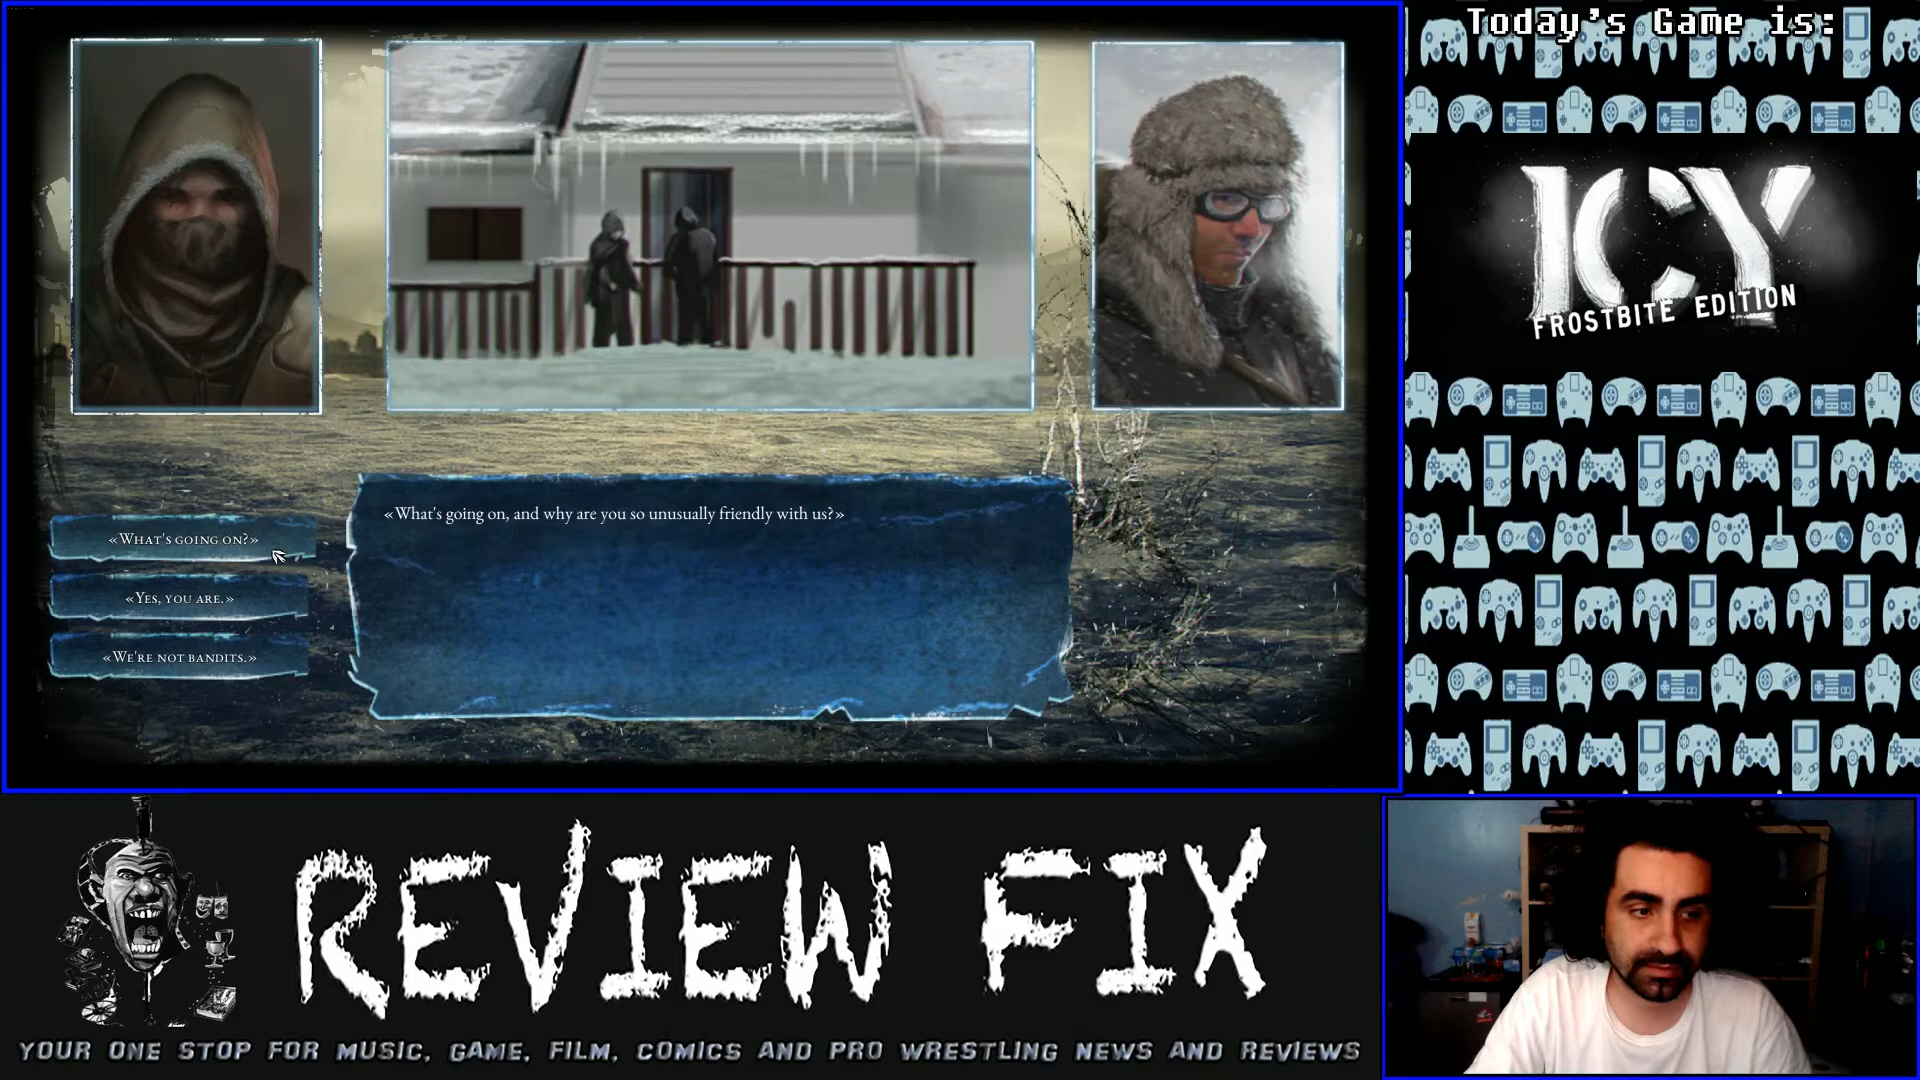 Today's Game is:
ICY
FROSTBITE EDITION
«What's going on, and why are you so unusually friendly with us?»
«What's going on?»
«Yes, you are.»
«We're not bandits.»
REVIEW FIX
YOUR ONE STOP FOR MUSIC, GAME, FILM, COMICS AND PRO WRESTLING NEWS AND REVIEWS